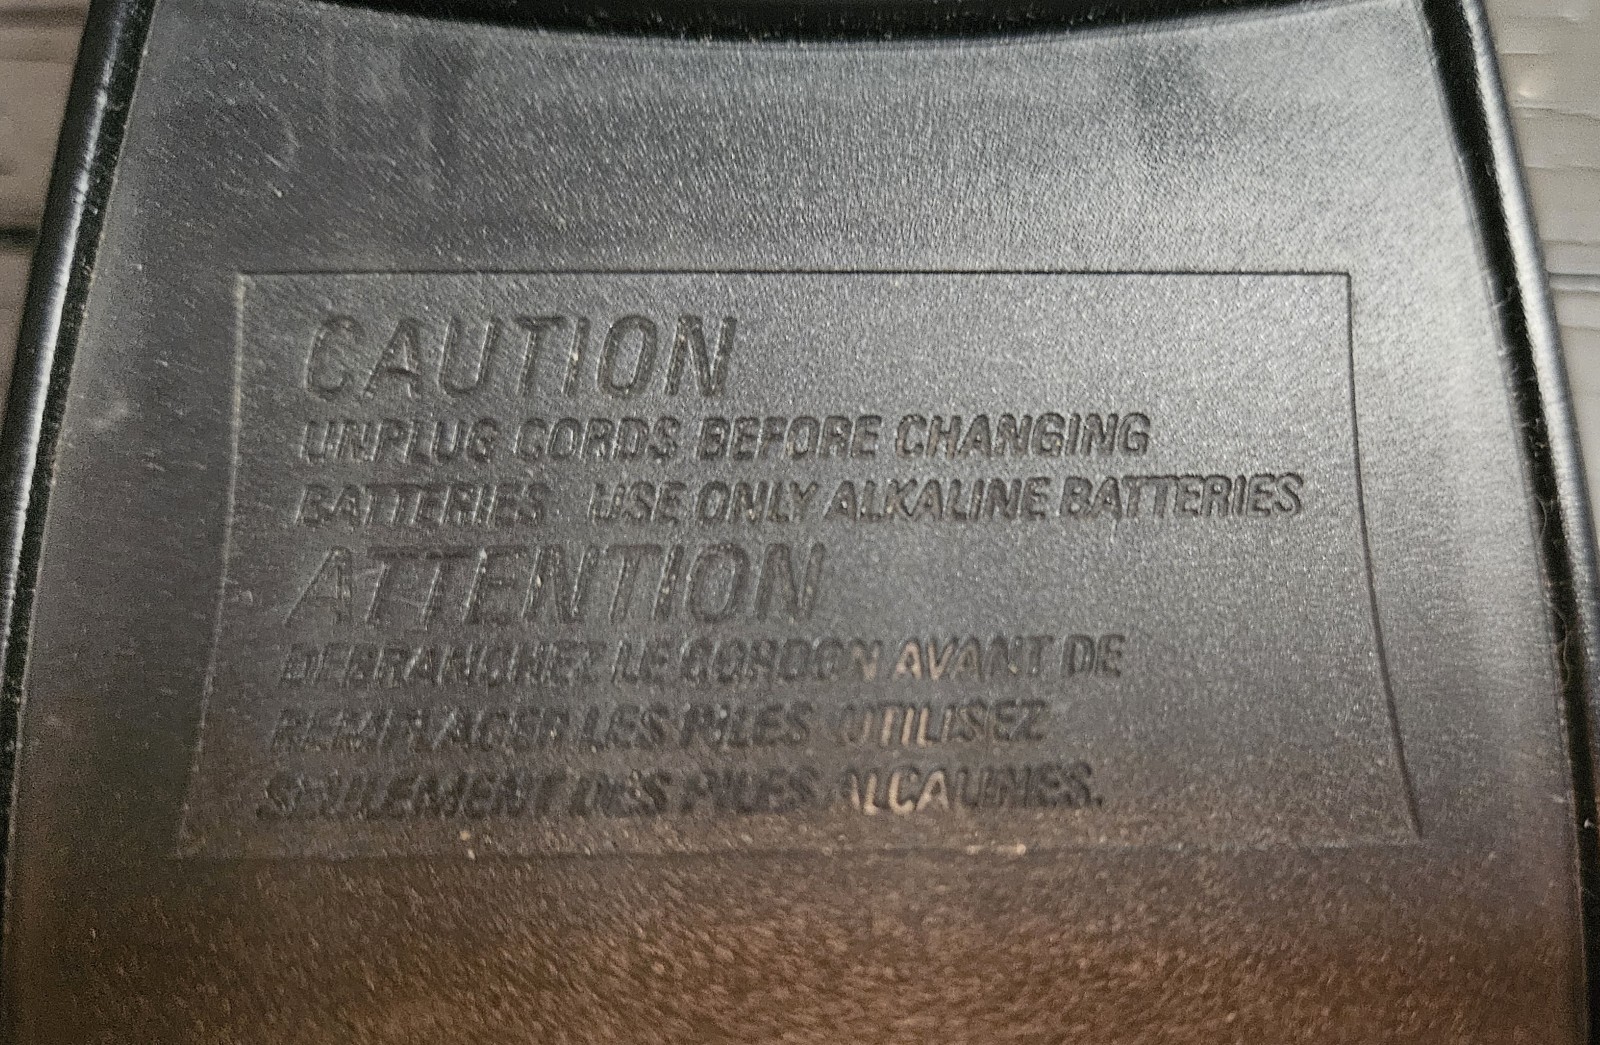 CAUTION
UNPLUG CORDS BEFORE CHANGING
BATTERIES USE ONLY ALKALINE BATTERIES
ATTENTION
DEBRANCHEZ LE CORDON AVANT DE
REMPLACER LES PILES UTILISEZ
SEULEMENT DES PILES ALCALINES.